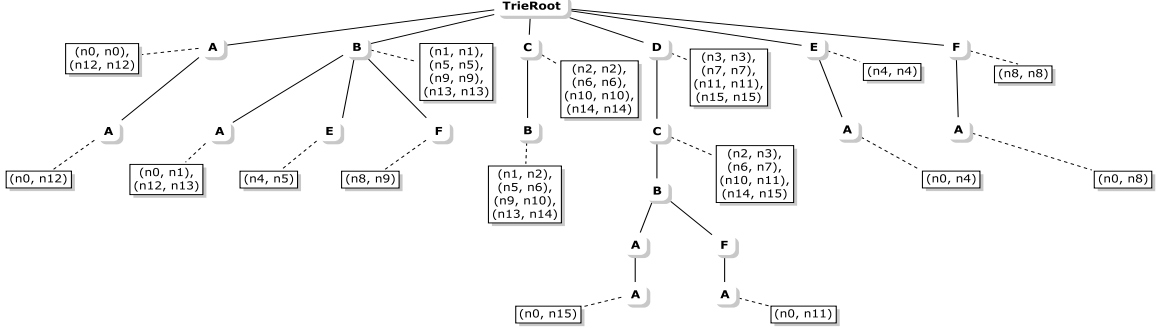 TrieRoot
A
(n0, n0),
(n12, n12)
B
(n1, n1),
(n5, n5),
(n9, n9),
(n13, n13)
C
(n2, n2),
(n6, n6),
(n10, n10),
(n14, n14)
D
(n3, n3),
(n7, n7),
(n11, n11),
(n15, n15)
E
(n4, n4)
F
(n8, n8)
A
(n0, n12)
A
(n0, n1),
(n12, n13)
E
(n4, n5)
F
(n8, n9)
B
(n1, n2),
(n5, n6),
(n9, n10),
(n13, n14)
C
(n2, n3),
(n6, n7),
(n10, n11),
(n14, n15)
A
(n0, n4)
A
(n0, n8)
B
A
F
A
(n0, n15)
A
(n0, n11)